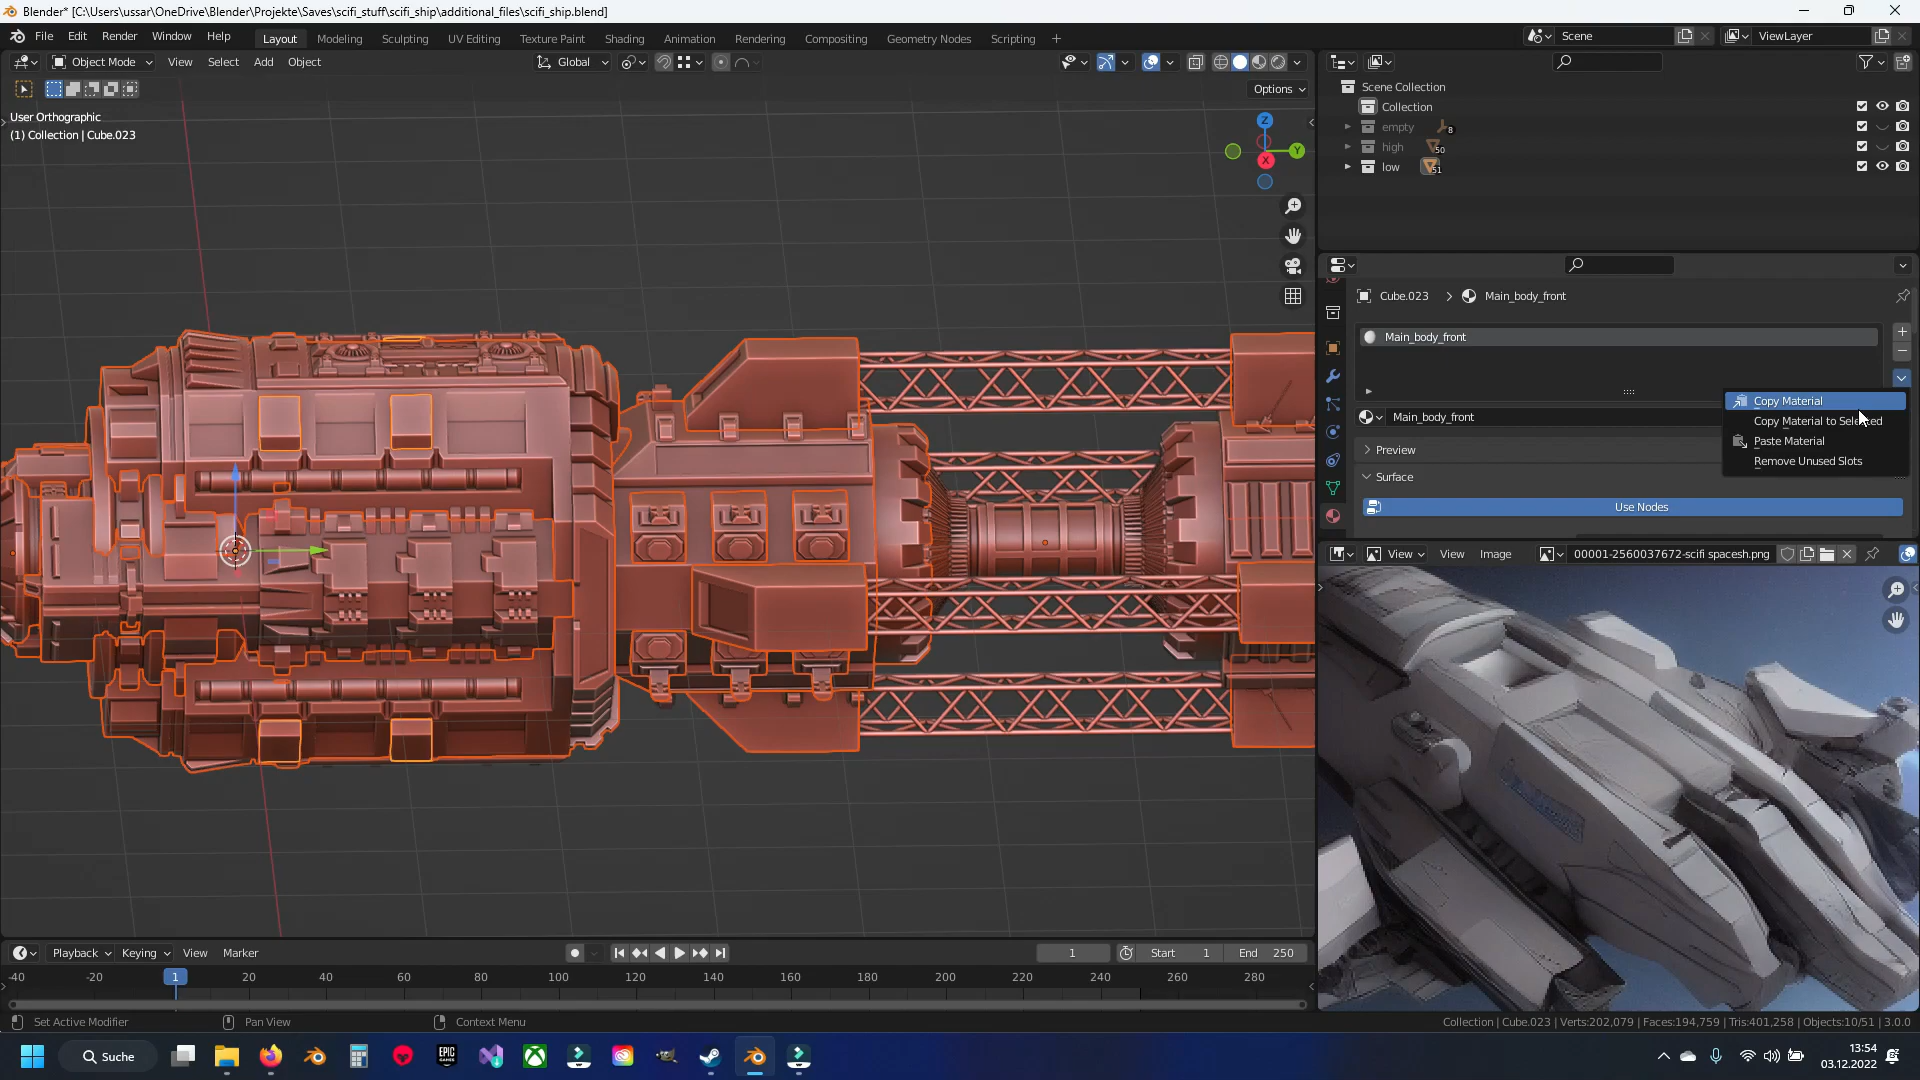 Blender* [C:\Users\ussar\OneDrive\Blender\Projekte\Saves\scifi_stuff\scifi_ship\additional_files\scifi_ship.blend]
File Edit Render Window Help Layout Modeling Sculpting UV Editing Texture Paint Shading Animation Rendering Compositing Geometry Nodes Scripting + Scene ViewLayer
Object Mode View Select Add Object Global
Options
User Orthographic
(1) Collection | Cube.023
Z
Y
X
Scene Collection
Collection
empty 8
high 50
low 51
Cube.023 > Main_body_front
Main_body_front
Main_body_front
Copy Material
Copy Material to Selected
Paste Material
Remove Unused Slots
Preview
Surface
Use Nodes
View View Image 00001-2560037672-scifi spacesh.png
Playback Keying View Marker 1 Start 1 End 250
-40 -20 1 20 40 60 80 100 120 140 160 180 200 220 240 260 280
Set Active Modifier Pan View Context Menu Collection | Cube.023 | Verts:202,079 | Faces:194,759 | Tris:401,258 | Objects:10/51 | 3.0.0
Suche
EPIC GAMES
13:54
03.12.2022